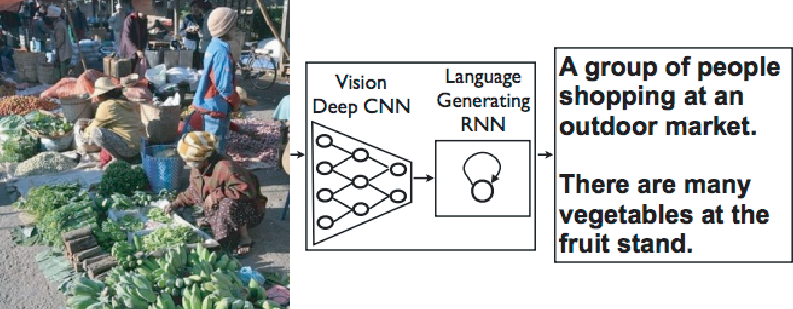 Vision
Deep CNN
Language
Generating
RNN
A group of people
shopping at an
outdoor market.
There are many
vegetables at the
fruit stand.